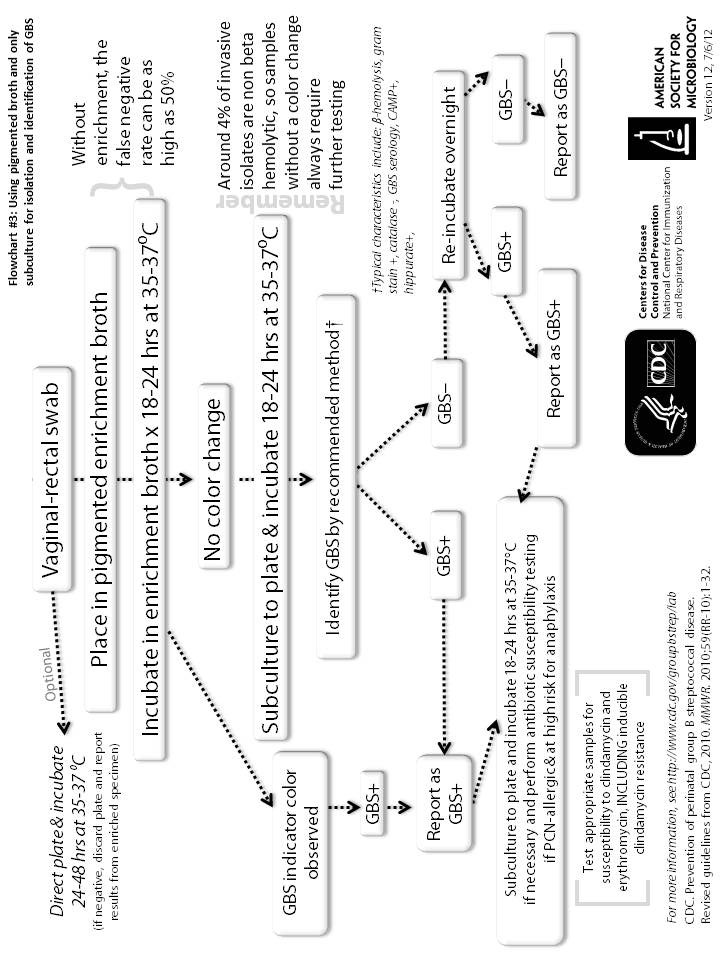 Flowchart #3: Using pigmented broth and only
subculture for isolation and identification of GBS
Vaginal-rectal swab
Optional
Direct plate & incubate
24-48 hrs at 35-37 ⁰C
(if negative, discard plate and report
results from enriched specimen)
Place in pigmented enrichment broth
Incubate in enrichment broth x 18-24 hrs at 35-37⁰C
Without
enrichment, the
false negative
rate can be as
high as 50%
No color change
Subculture to plate & incubate 18-24 hrs at 35-37⁰C
Remember
Around 4% of invasive
isolates are non beta
hemolytic, so samples
without a color change
always require
further testing
GBS indicator color
observed
Identify GBS by recommended method†
†Typical characteristics include: β-hemolysis, gram
stain +, catalase -, GBS serology, CAMP+,
hippurate+,
GBS+
GBS+
GBS−
Re-incubate overnight
Report as
GBS+
GBS+
GBS−
Report as GBS+
Report as GBS−
Subculture to plate and incubate 18-24 hrs at 35-37°C
if necessary and perform antibiotic susceptibility testing
if PCN-allergic & at high risk for anaphylaxis
Test appropriate samples for
susceptibility to clindamycin and
erythromycin, INCLUDING inducible
clindamycin resistance
For more information, see http://www.cdc.gov/groupbstrep/lab
CDC. Prevention of perinatal group B streptococcal disease.
Revised guidelines from CDC, 2010. MMWR. 2010;59(RR-10):1-32.
CDC
Centers for Disease
Control and Prevention
National Center for Immunization
and Respiratory Diseases
AMERICAN
SOCIETY FOR
MICROBIOLOGY
Version 1.2, 7/6/12